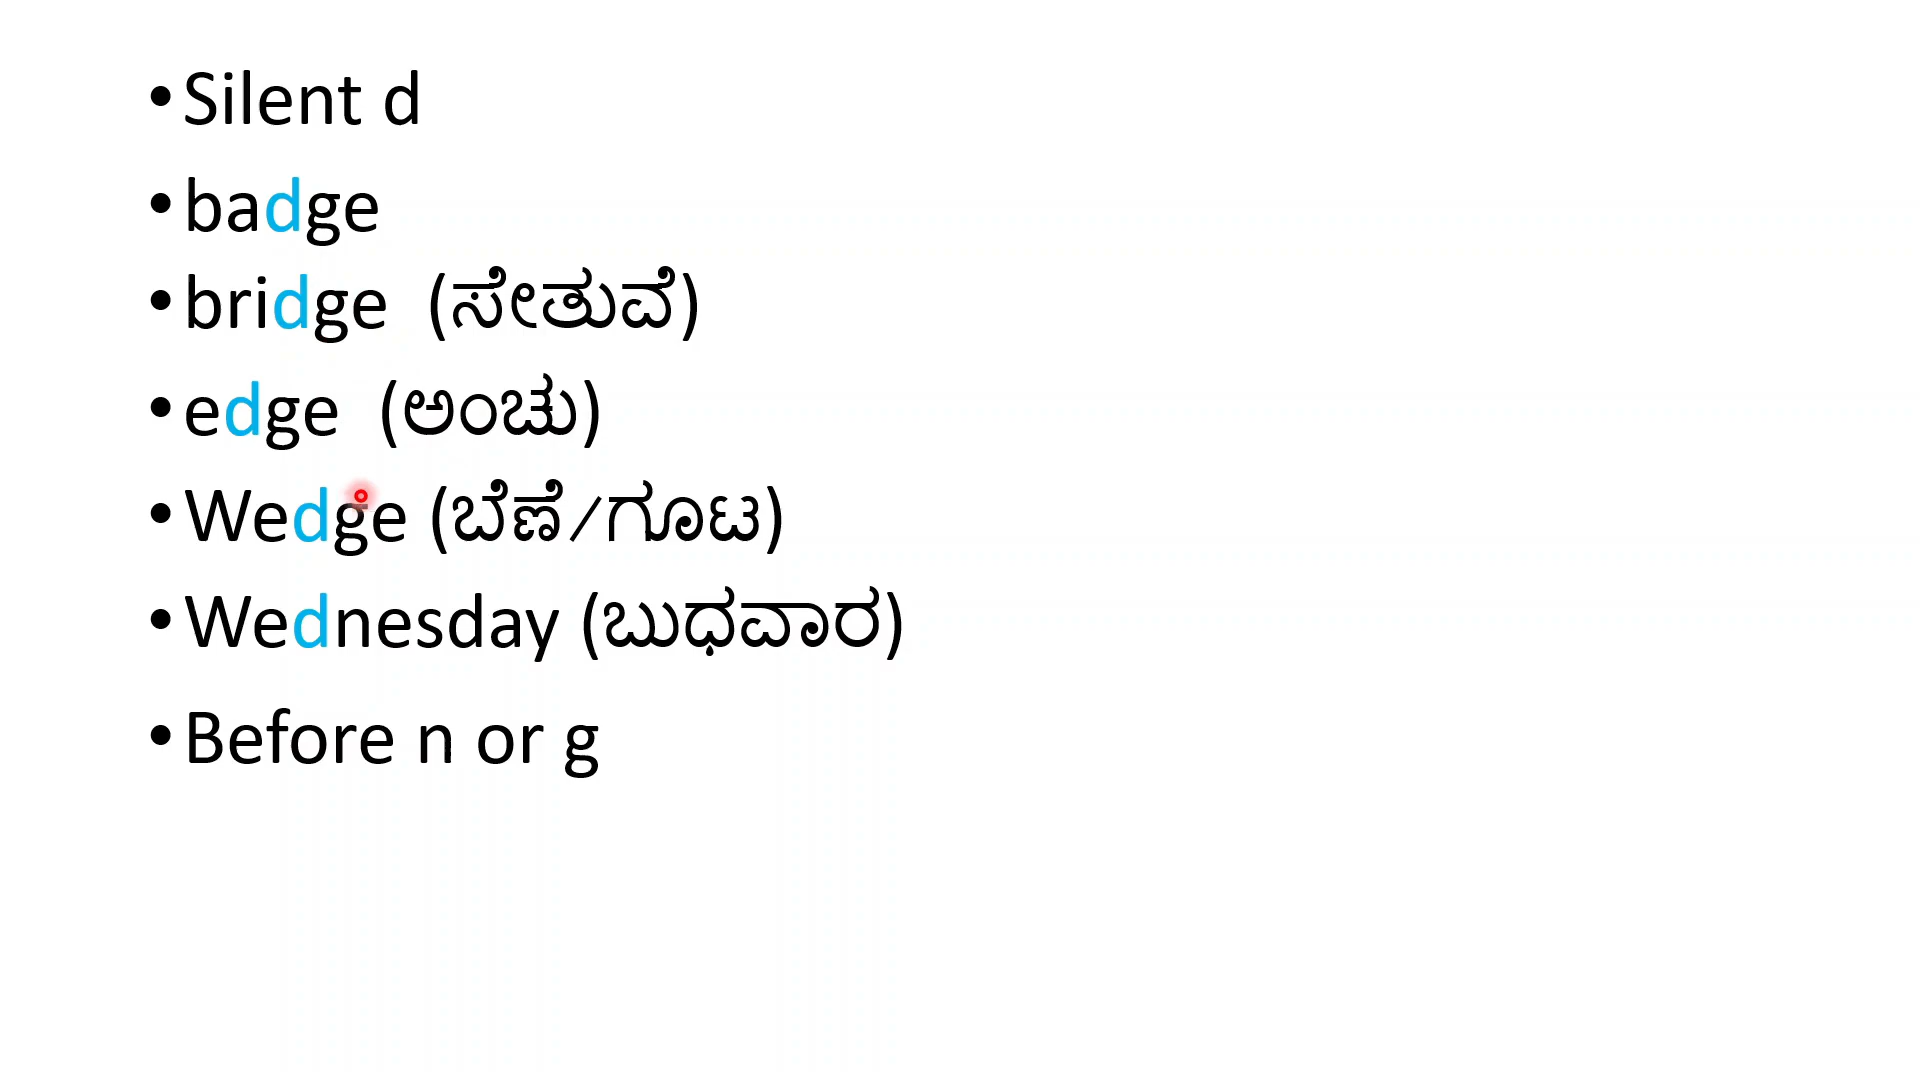 • Silent d
• badge
• bridge (ಸೇತುವೆ)
• edge (ಅಂಚು)
• Wedge (ಬೆಣೆ/ಗೂಟ)
• Wednesday (ಬುಧವಾರ)
• Before n or g